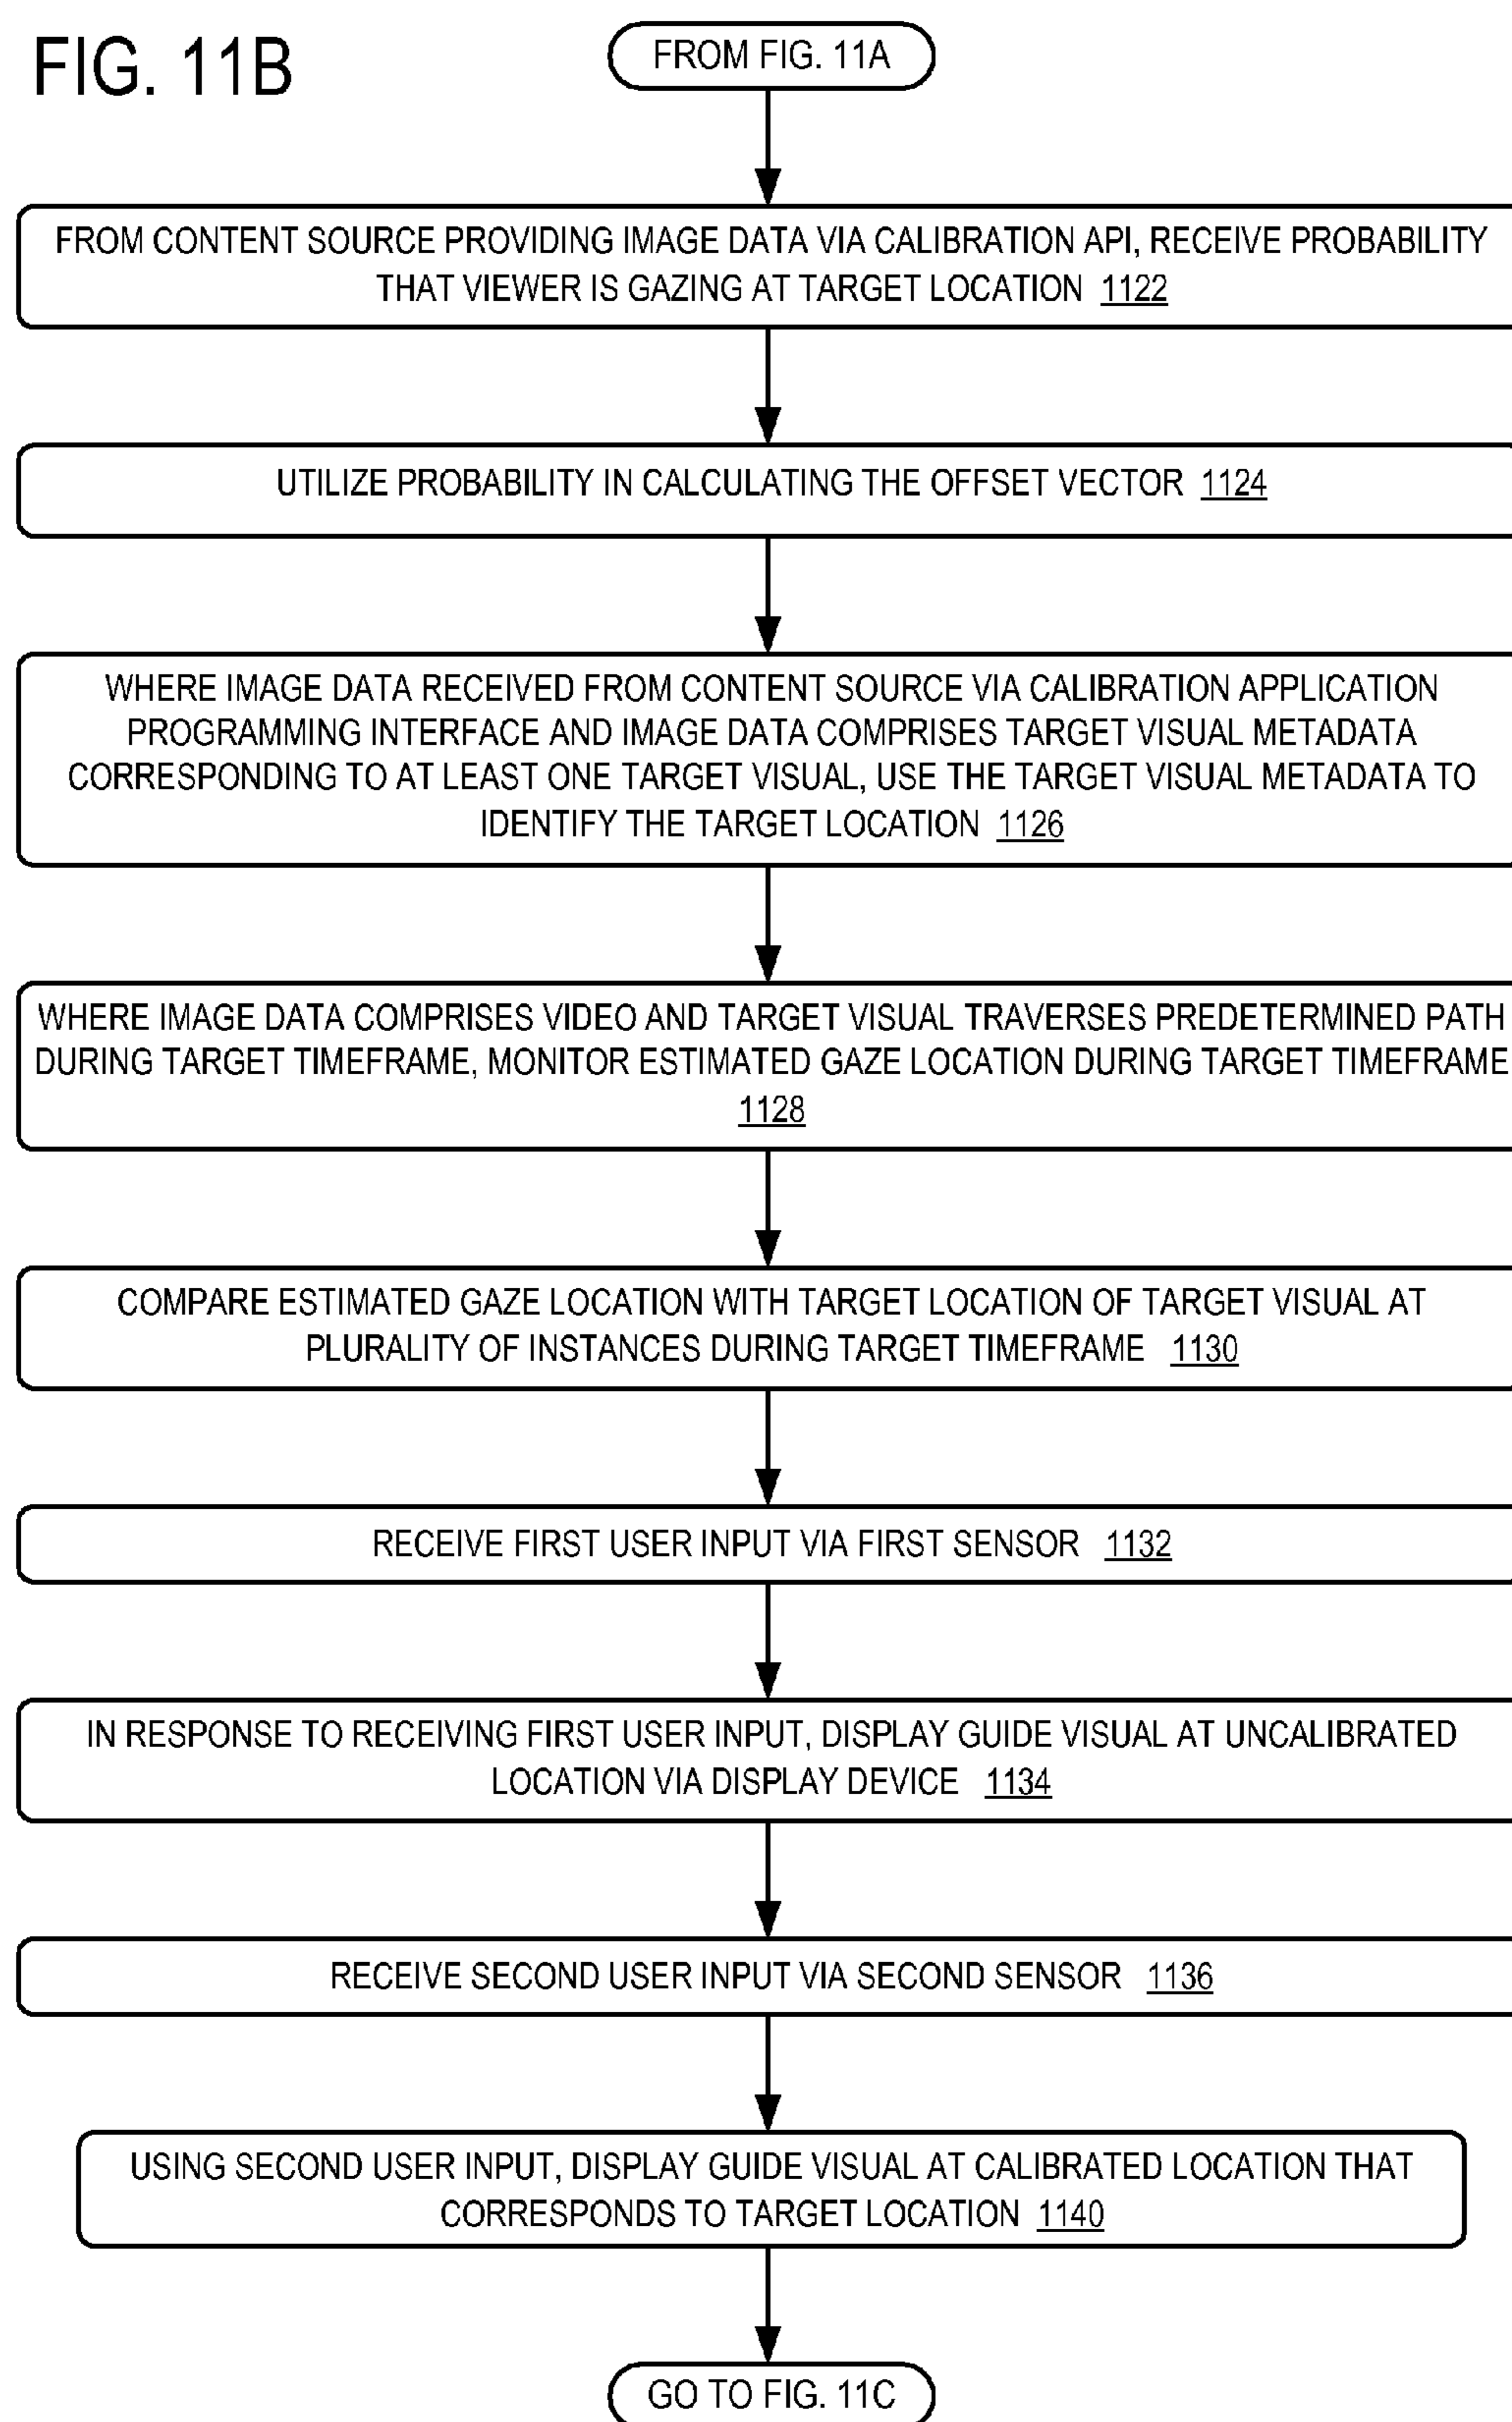 FIG. 11B
FROM FIG. 11A
FROM CONTENT SOURCE PROVIDING IMAGE DATA VIA CALIBRATION API, RECEIVE PROBABILITY
THAT VIEWER IS GAZING AT TARGET LOCATION 1122
UTILIZE PROBABILITY IN CALCULATING THE OFFSET VECTOR 1124
WHERE IMAGE DATA RECEIVED FROM CONTENT SOURCE VIA CALIBRATION APPLICATION
PROGRAMMING INTERFACE AND IMAGE DATA COMPRISES TARGET VISUAL METADATA
CORRESPONDING TO AT LEAST ONE TARGET VISUAL, USE THE TARGET VISUAL METADATA TO
IDENTIFY THE TARGET LOCATION 1126
WHERE IMAGE DATA COMPRISES VIDEO AND TARGET VISUAL TRAVERSES PREDETERMINED PATH
DURING TARGET TIMEFRAME, MONITOR ESTIMATED GAZE LOCATION DURING TARGET TIMEFRAME
1128
COMPARE ESTIMATED GAZE LOCATION WITH TARGET LOCATION OF TARGET VISUAL AT
PLURALITY OF INSTANCES DURING TARGET TIMEFRAME 1130
RECEIVE FIRST USER INPUT VIA FIRST SENSOR 1132
IN RESPONSE TO RECEIVING FIRST USER INPUT, DISPLAY GUIDE VISUAL AT UNCALIBRATED
LOCATION VIA DISPLAY DEVICE 1134
RECEIVE SECOND USER INPUT VIA SECOND SENSOR 1136
USING SECOND USER INPUT, DISPLAY GUIDE VISUAL AT CALIBRATED LOCATION THAT
CORRESPONDS TO TARGET LOCATION 1140
GO TO FIG. 11C